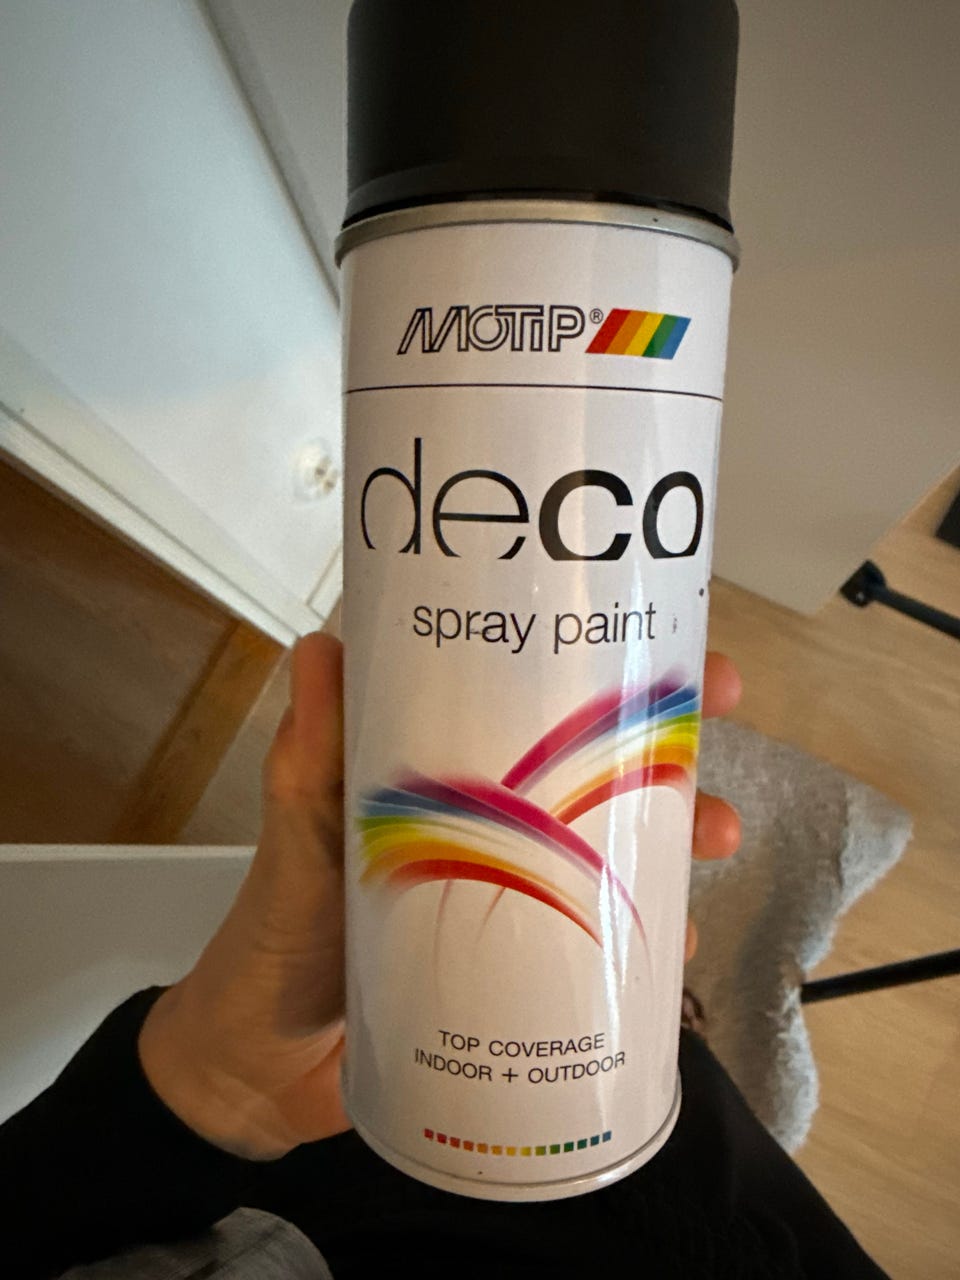 MOTIP®
deco
spray paint
TOP COVERAGE
INDOOR + OUTDOOR